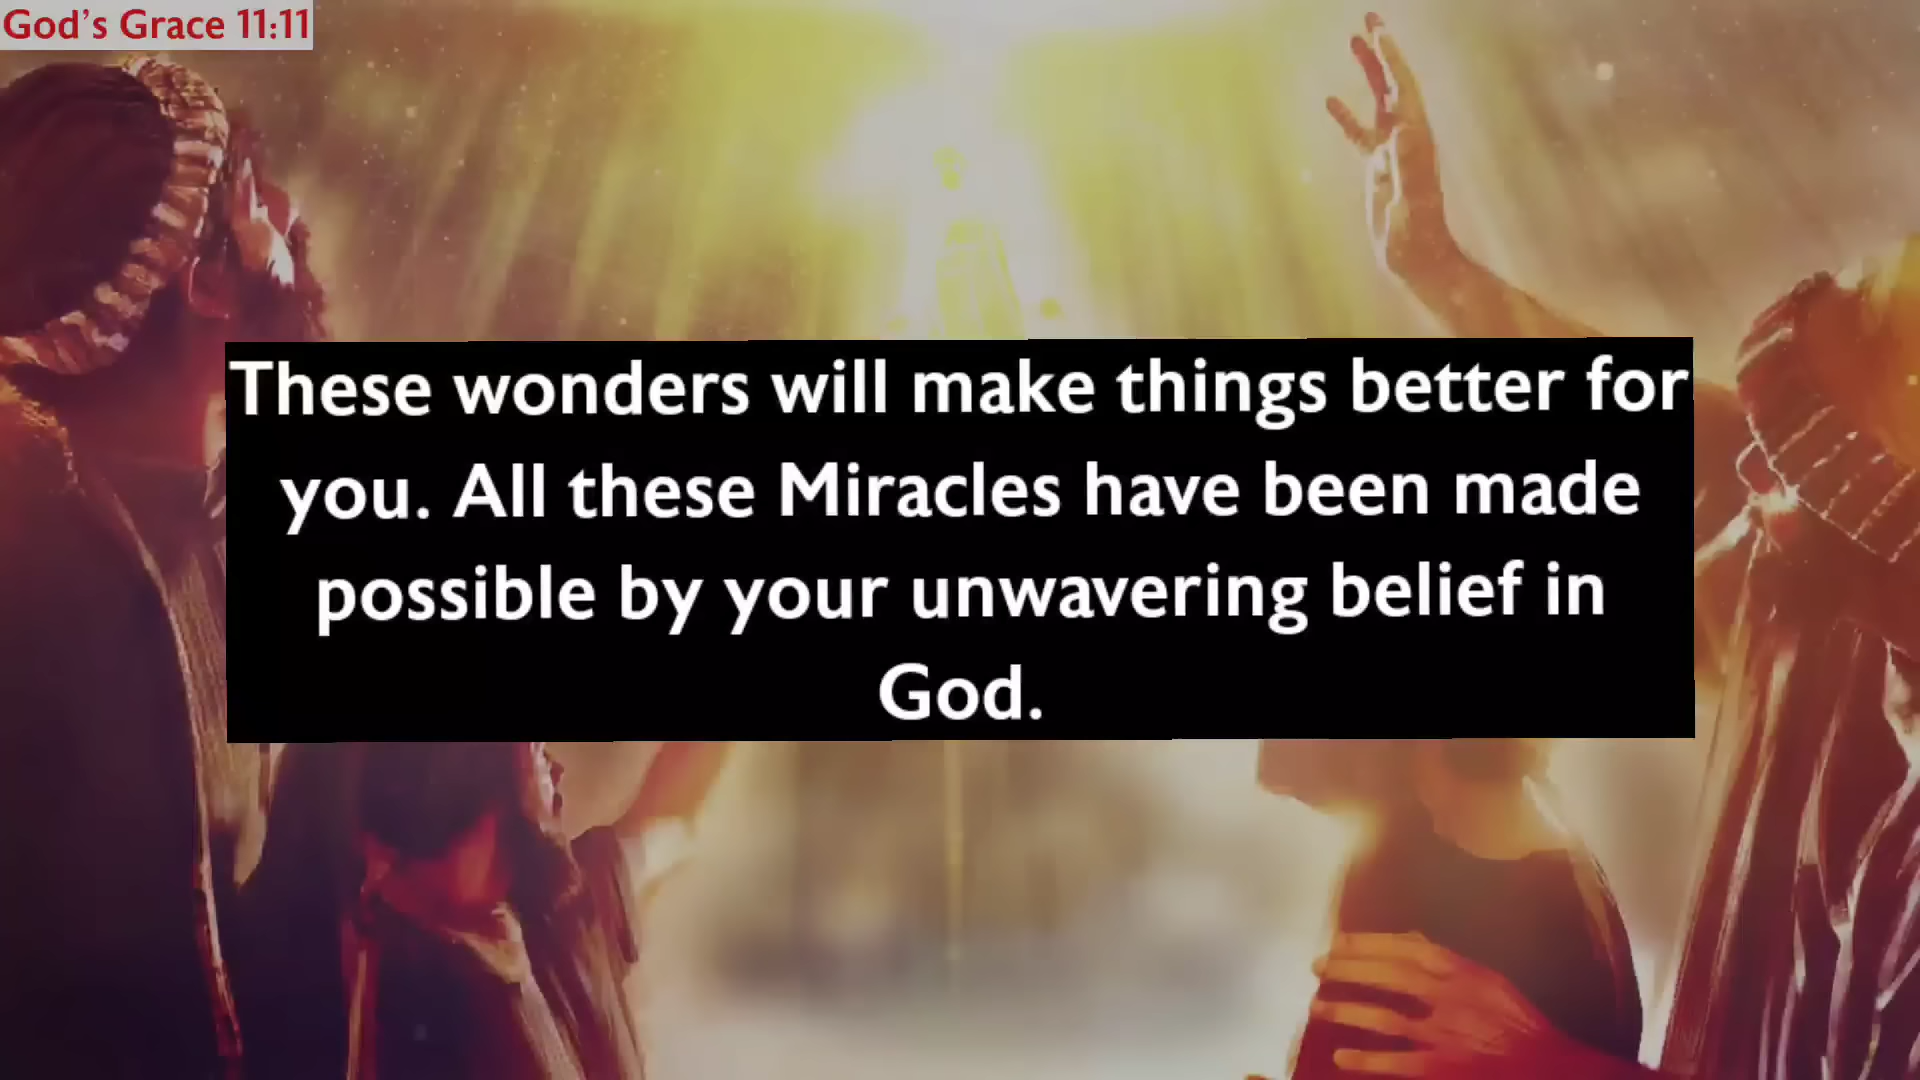 God's Grace 11:11
These wonders will make things better for
you. All these Miracles have been made
possible by your unwavering belief in
God.